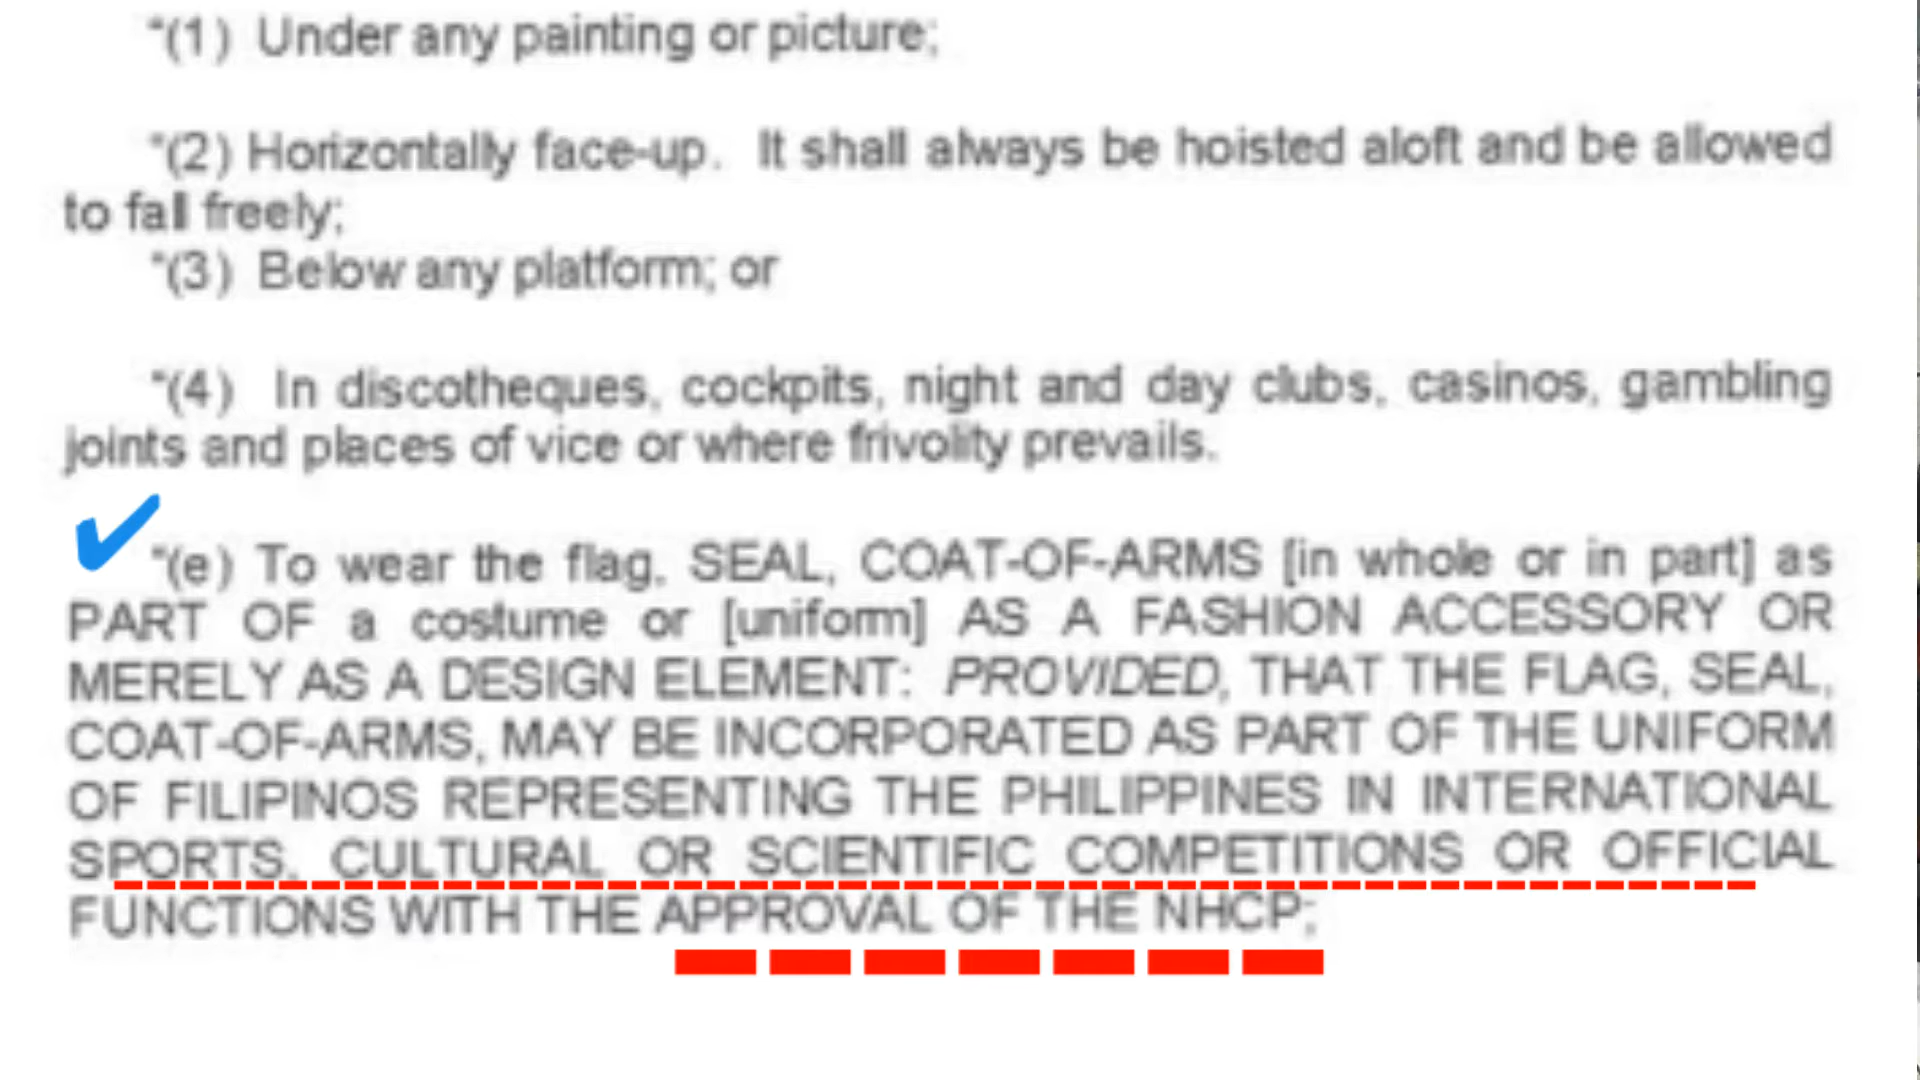 "(1) Under any painting or picture;
"(2) Horizontally face-up. It shall always be hoisted aloft and be allowed
to fall freely;
"(3) Below any platform; or
"(4) In discotheques, cockpits, night and day clubs, casinos, gambling
joints and places of vice or where frivolity prevails.
"(e) To wear the flag, SEAL, COAT-OF-ARMS [in whole or in part] as
PART OF a costume or [uniform] AS A FASHION ACCESSORY OR
MERELY AS A DESIGN ELEMENT: PROVIDED, THAT THE FLAG, SEAL,
COAT-OF-ARMS, MAY BE INCORPORATED AS PART OF THE UNIFORM
OF FILIPINOS REPRESENTING THE PHILIPPINES IN INTERNATIONAL
SPORTS, CULTURAL OR SCIENTIFIC COMPETITIONS OR OFFICIAL
FUNCTIONS WITH THE APPROVAL OF THE NHCP;